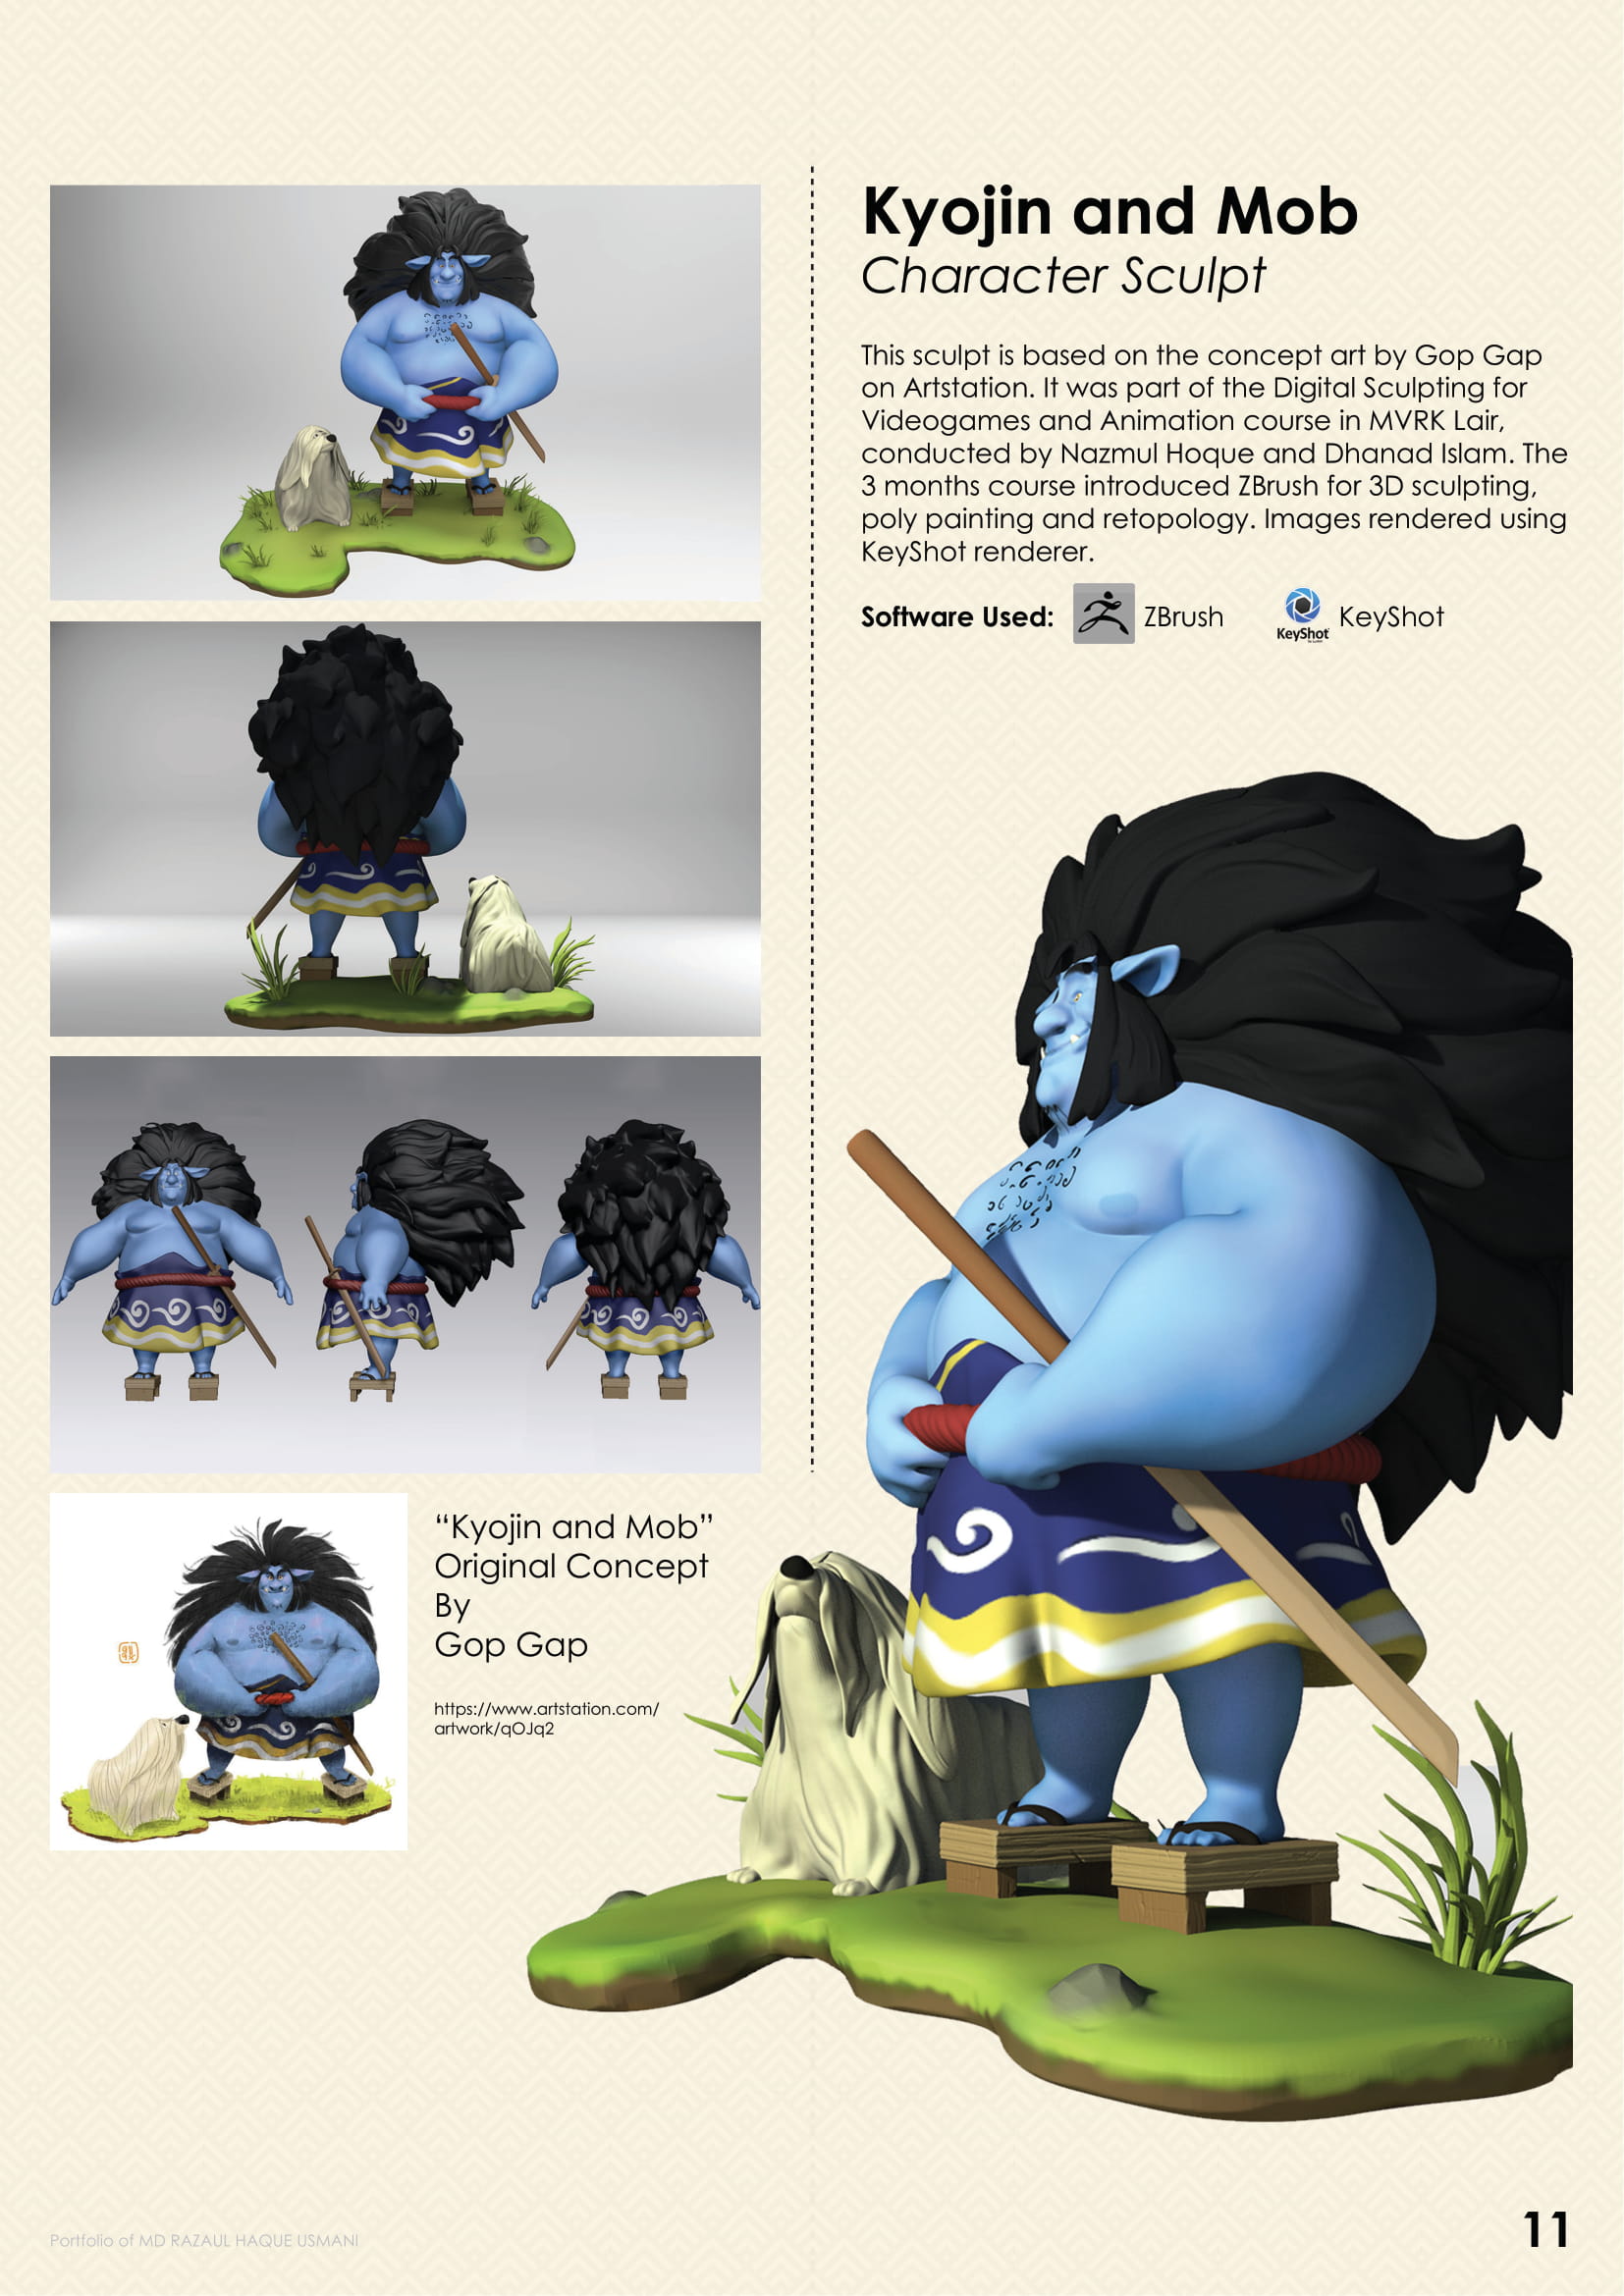 Kyojin and Mob
Character Sculpt
This sculpt is based on the concept art by Gop Gap
on Artstation. It was part of the Digital Sculpting for
Videogames and Animation course in MVRK Lair,
conducted by Nazmul Hoque and Dhanad Islam. The
3 months course introduced ZBrush for 3D sculpting,
poly painting and retopology. Images rendered using
KeyShot renderer.
Software Used: ZBrush KeyShot KeyShot
“Kyojin and Mob”
Original Concept
By
Gop Gap
https://www.artstation.com/
artwork/qOJq2
Portfolio of MD RAZAUL HAQUE USMANI
11